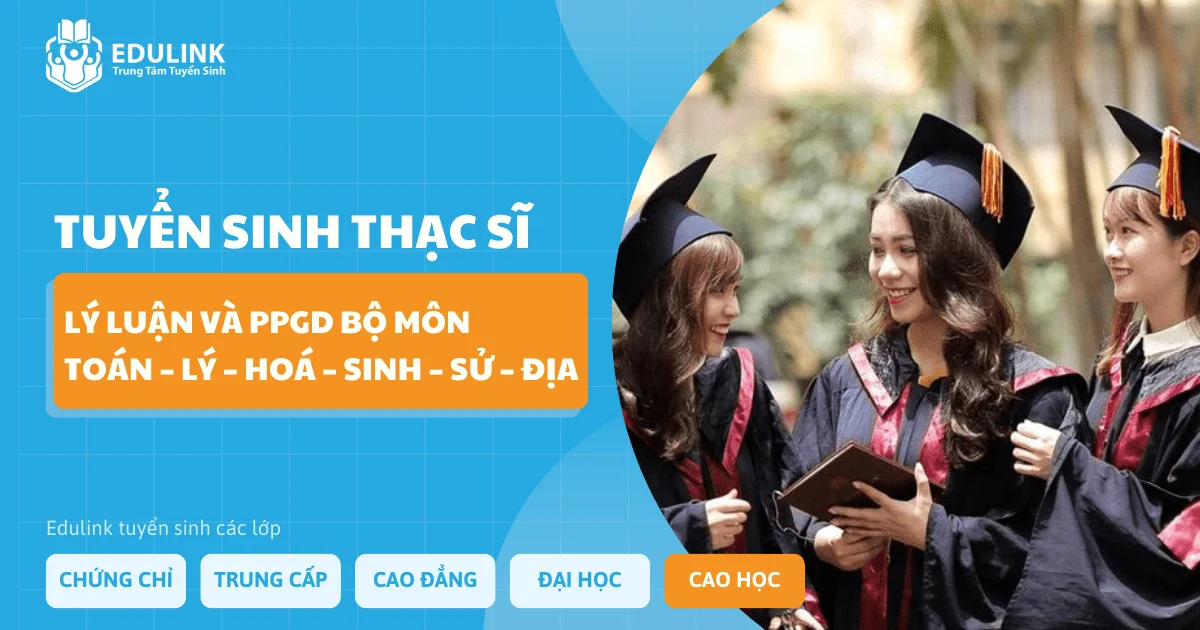 EDULINK
Trung Tâm Tuyển Sinh
TUYỂN SINH THẠC SĨ
LÝ LUẬN VÀ PPGD BỘ MÔN
TOÁN – LÝ – HOÁ – SINH – SỬ – ĐỊA
Edulink tuyển sinh các lớp
CHỨNG CHỈ
TRUNG CẤP
CAO ĐẲNG
ĐẠI HỌC
CAO HỌC